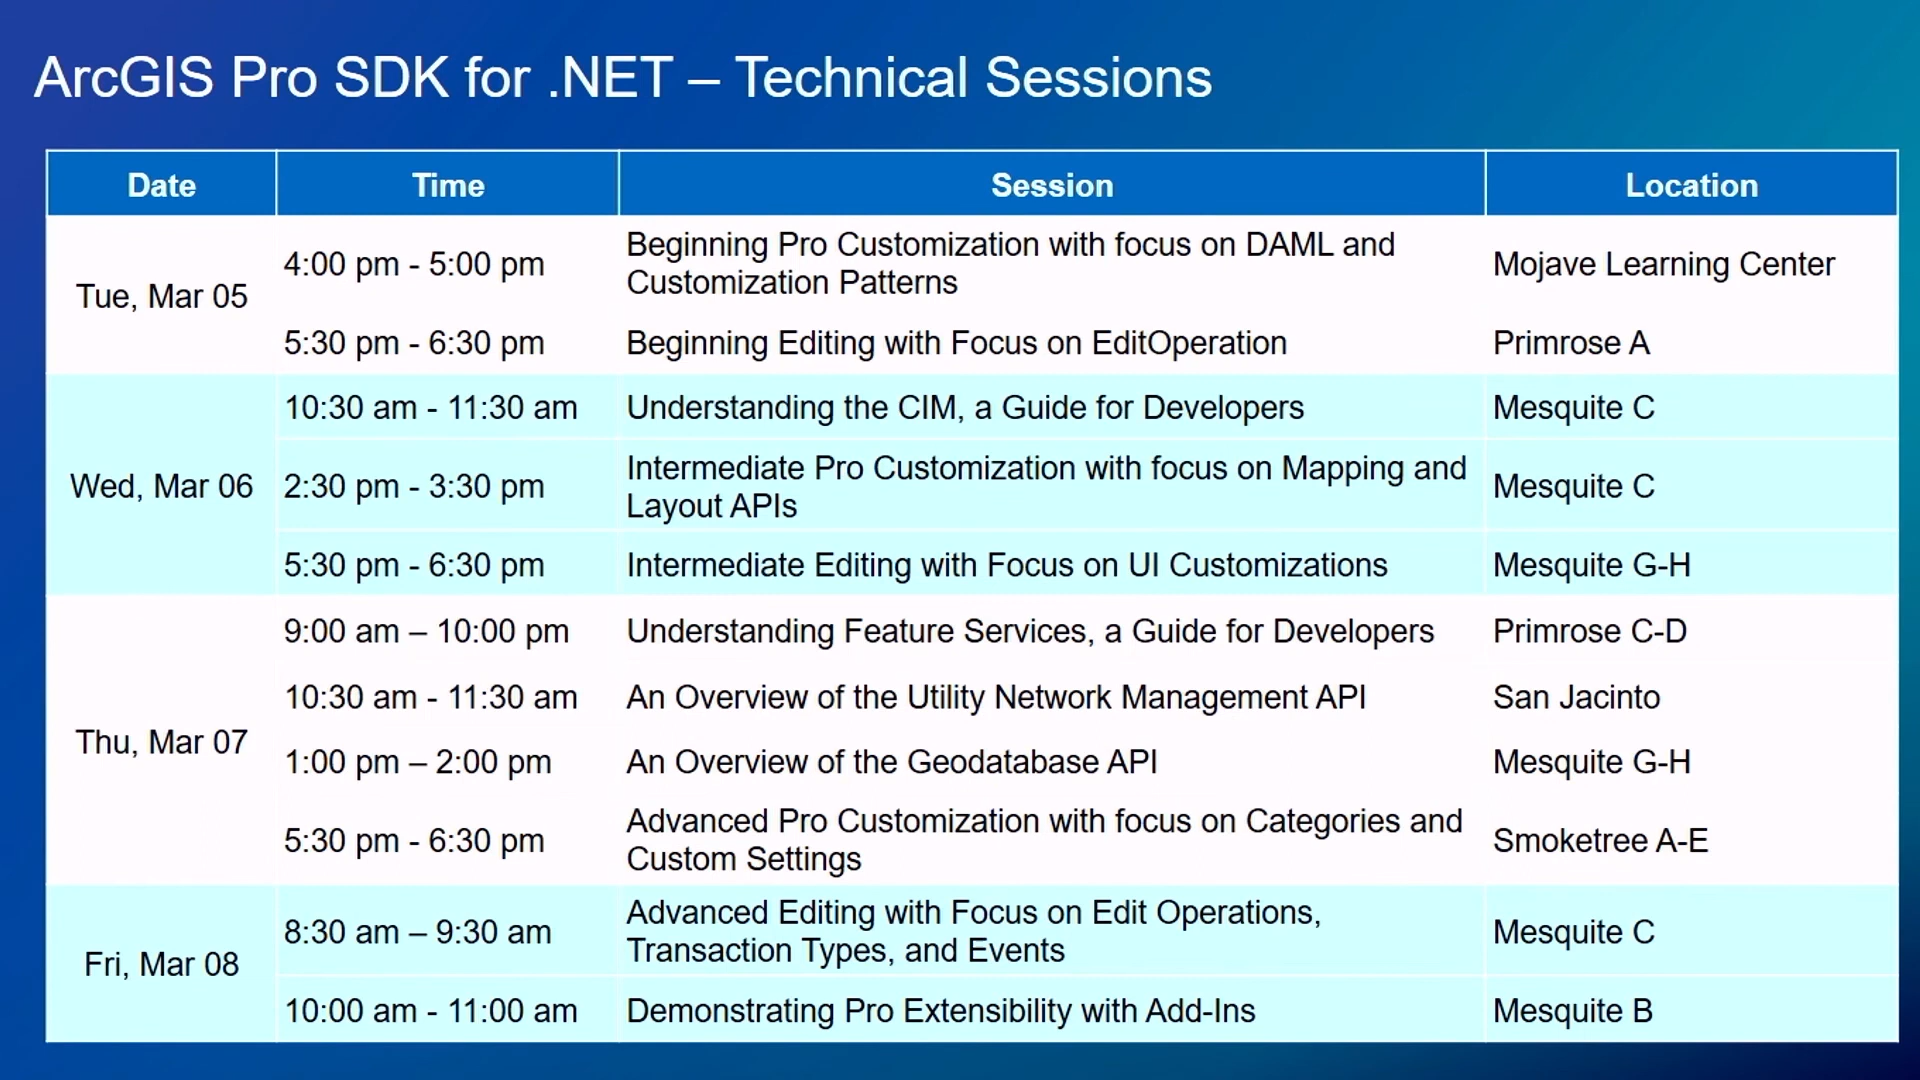 ArcGIS Pro SDK for .NET – Technical Sessions
Date Time Session Location
Tue, Mar 05
4:00 pm - 5:00 pm
Beginning Pro Customization with focus on DAML and
Customization Patterns
Mojave Learning Center
5:30 pm - 6:30 pm
Beginning Editing with Focus on EditOperation
Primrose A
Wed, Mar 06
10:30 am - 11:30 am
Understanding the CIM, a Guide for Developers
Mesquite C
2:30 pm - 3:30 pm
Intermediate Pro Customization with focus on Mapping and
Layout APIs
Mesquite C
5:30 pm - 6:30 pm
Intermediate Editing with Focus on UI Customizations
Mesquite G-H
Thu, Mar 07
9:00 am – 10:00 pm
Understanding Feature Services, a Guide for Developers
Primrose C-D
10:30 am - 11:30 am
An Overview of the Utility Network Management API
San Jacinto
1:00 pm – 2:00 pm
An Overview of the Geodatabase API
Mesquite G-H
5:30 pm - 6:30 pm
Advanced Pro Customization with focus on Categories and
Custom Settings
Smoketree A-E
Fri, Mar 08
8:30 am – 9:30 am
Advanced Editing with Focus on Edit Operations,
Transaction Types, and Events
Mesquite C
10:00 am - 11:00 am
Demonstrating Pro Extensibility with Add-Ins
Mesquite B